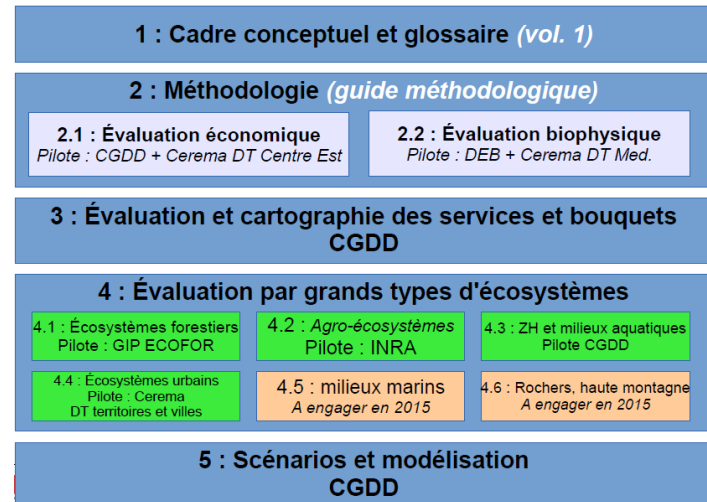 1 : Cadre conceptuel et glossaire (vol. 1)
2 : Méthodologie (guide méthodologique)
2.1 : Évaluation économique
Pilote : CGDD + Cerema DT Centre Est
2.2 : Évaluation biophysique
Pilote : DEB + Cerema DT Med.
3 : Évaluation et cartographie des services et bouquets
CGDD
4 : Évaluation par grands types d'écosystèmes
4.1 : Écosystèmes forestiers
Pilote : GIP ECOFOR
4.2 : Agro-écosystèmes
Pilote : INRA
4.3 : ZH et milieux aquatiques
Pilote CGDD
4.4 : Écosystèmes urbains
Pilote : Cerema
DT territoires et villes
4.5 : milieux marins
A engager en 2015
4.6 : Rochers, haute montagne
A engager en 2015
5 : Scénarios et modélisation
CGDD